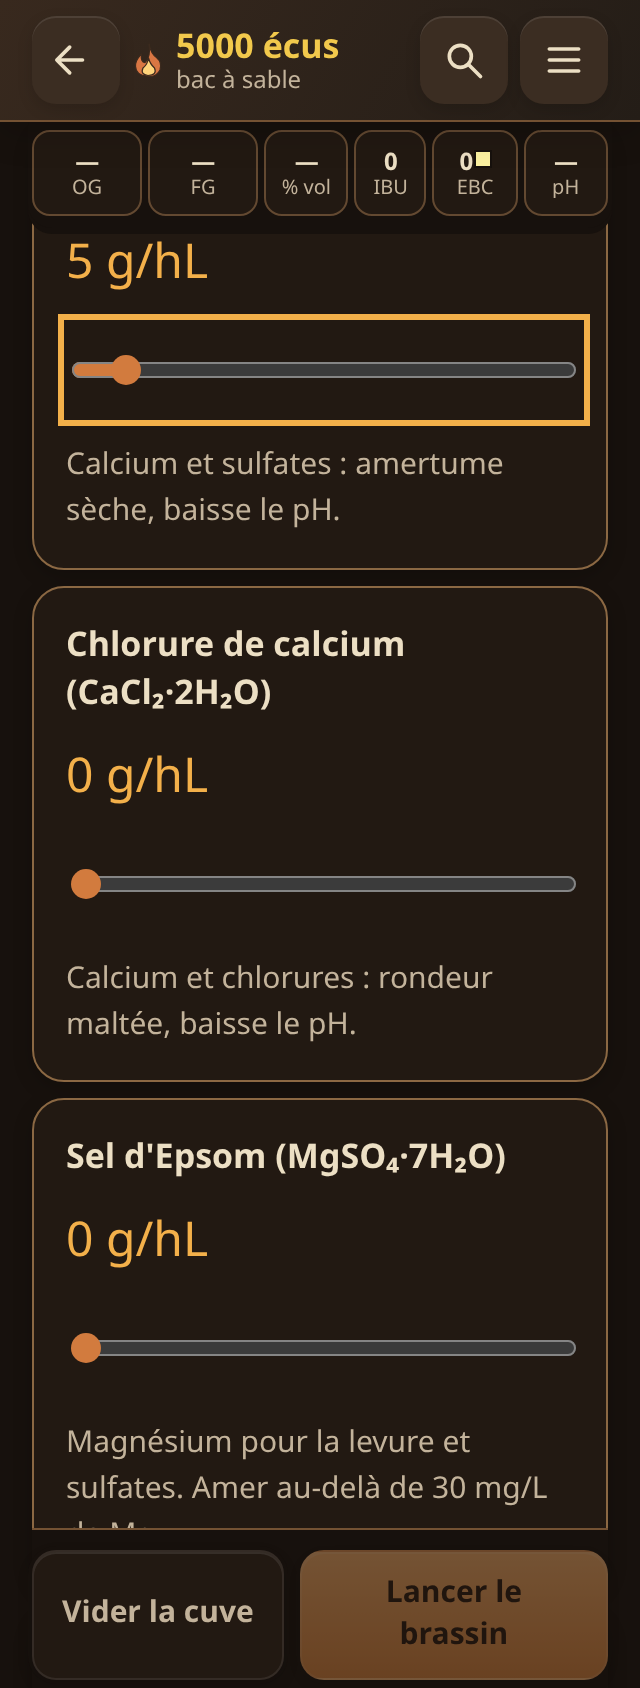 5000 écus
bac à sable
— OG
— FG
— % vol
0 IBU
0 EBC
— pH
5 g/hL
Calcium et sulfates : amertume
sèche, baisse le pH.
Chlorure de calcium
(CaCl₂·2H₂O)
0 g/hL
Calcium et chlorures : rondeur
maltée, baisse le pH.
Sel d'Epsom (MgSO₄·7H₂O)
0 g/hL
Magnésium pour la levure et
sulfates. Amer au-delà de 30 mg/L
Vider la cuve
Lancer le
brassin